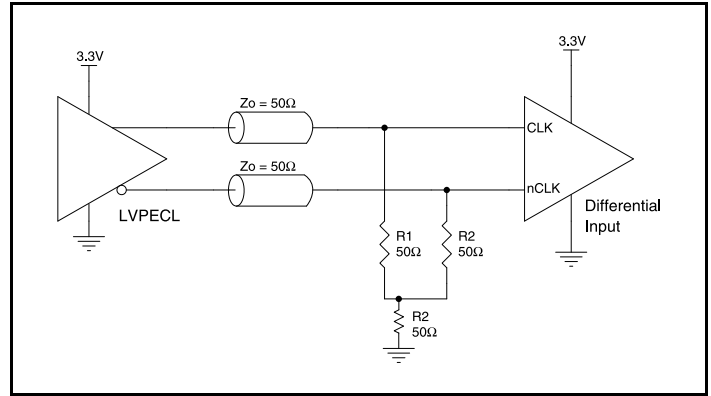 3.3V
3.3V
Zo = 50Ω
CLK
Zo = 50Ω
nCLK
LVPECL
Differential
Input
R1
50Ω
R2
50Ω
R2
50Ω